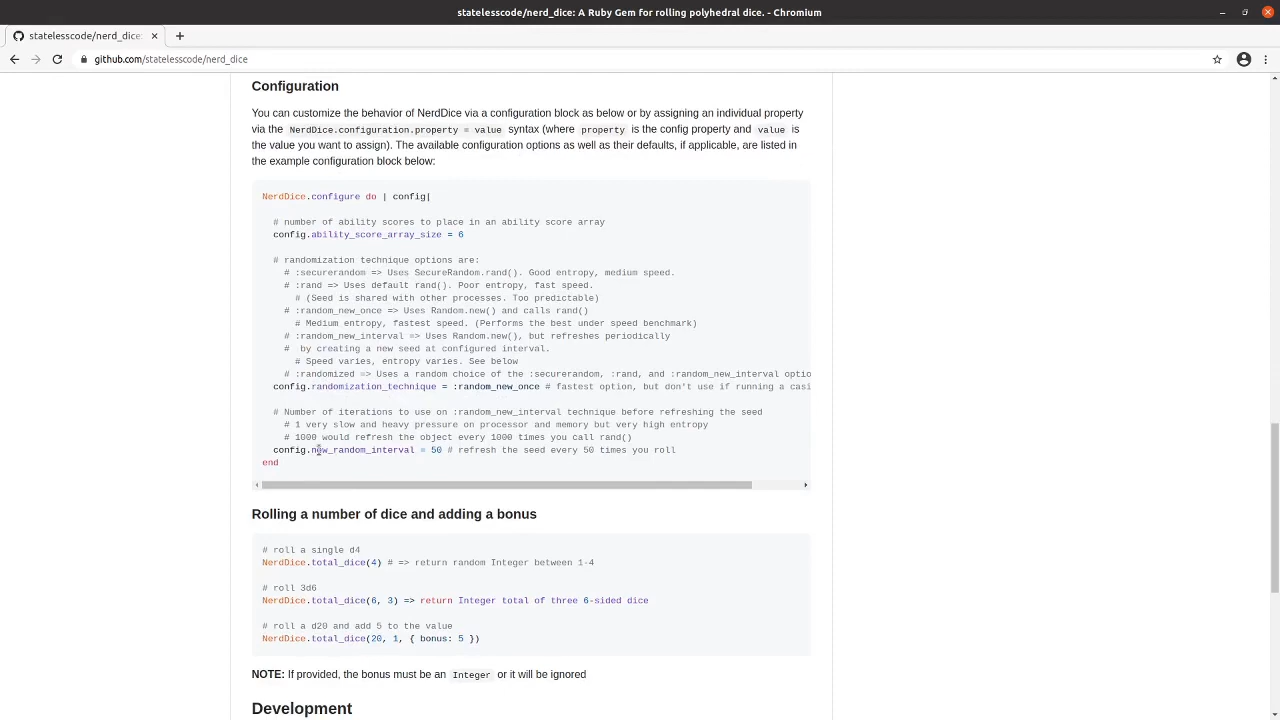 statelesscode/nerd_dice: A Ruby Gem for rolling polyhedral dice. - Chromium
statelesscode/nerd_dice:
github.com/statelesscode/nerd_dice
Configuration
You can customize the behavior of NerdDice via a configuration block as below or by assigning an individual property
via the NerdDice.configuration.property = value syntax (where property is the config property and value is
the value you want to assign). The available configuration options as well as their defaults, if applicable, are listed in
the example configuration block below:
NerdDice.configure do | config|
# number of ability scores to place in an ability score array
config.ability_score_array_size = 6
# randomization technique options are:
# :securerandom => Uses SecureRandom.rand(). Good entropy, medium speed.
# :rand => Uses default rand(). Poor entropy, fast speed.
# (Seed is shared with other processes. Too predictable)
# :random_new_once => Uses Random.new() and calls rand()
# Medium entropy, fastest speed. (Performs the best under speed benchmark)
# :random_new_interval => Uses Random.new(), but refreshes periodically
# by creating a new seed at configured interval.
# Speed varies, entropy varies. See below
# :randomized => Uses a random choice of the :securerandom, :rand, and :random_new_interval optio
config.randomization_technique = :random_new_once # fastest option, but don't use if running a casi
# Number of iterations to use on :random_new_interval technique before refreshing the seed
# 1 very slow and heavy pressure on processor and memory but very high entropy
# 1000 would refresh the object every 1000 times you call rand()
config.new_random_interval = 50 # refresh the seed every 50 times you roll
end
Rolling a number of dice and adding a bonus
# roll a single d4
NerdDice.total_dice(4) # => return random Integer between 1-4
# roll 3d6
NerdDice.total_dice(6, 3) => return Integer total of three 6-sided dice
# roll a d20 and add 5 to the value
NerdDice.total_dice(20, 1, { bonus: 5 })
NOTE: If provided, the bonus must be an Integer or it will be ignored
Development